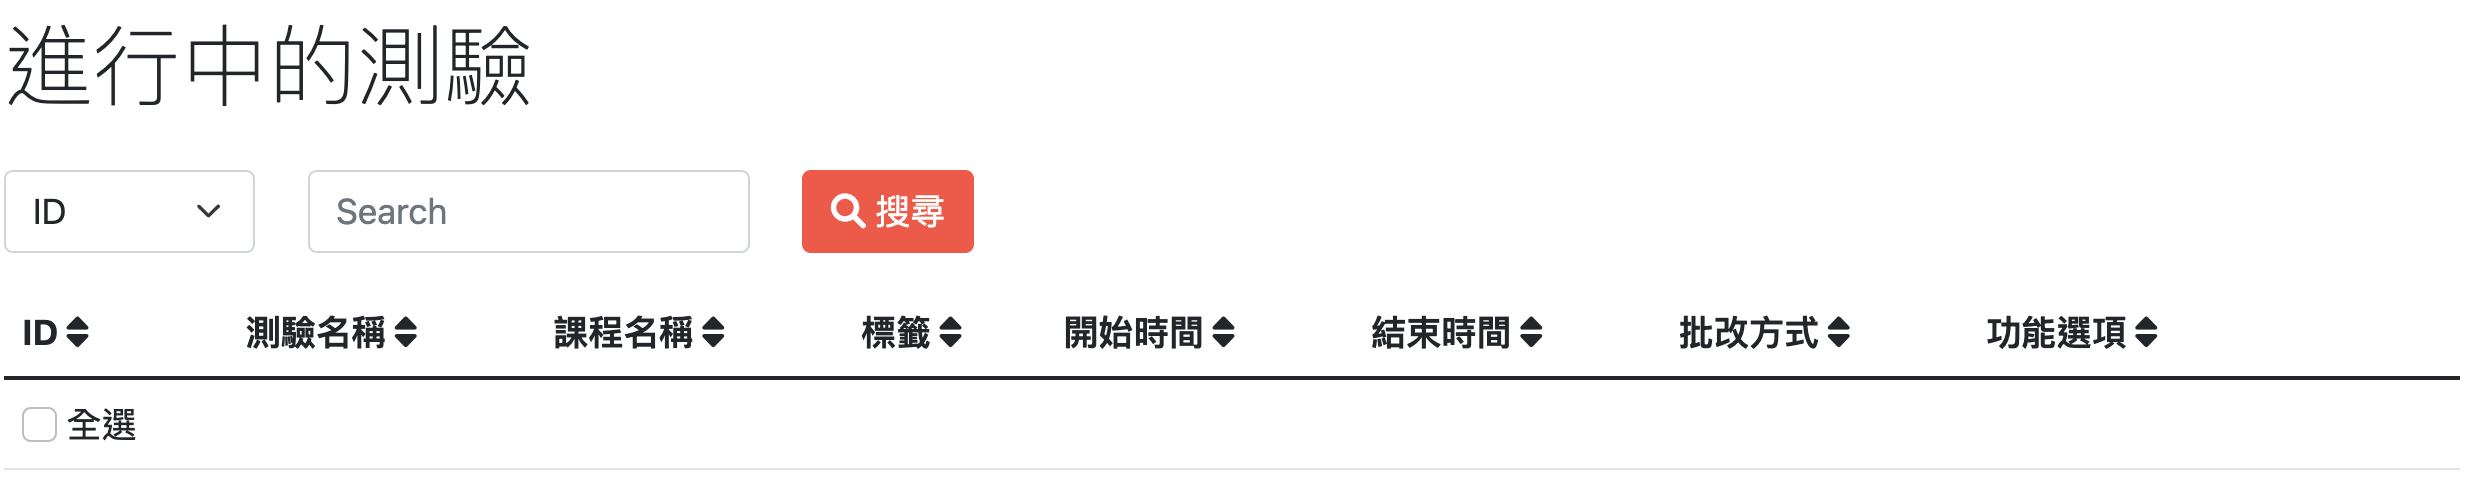 進行中的測驗
ID Search 搜尋
ID 測驗名稱 課程名稱 標籤 開始時間 結束時間 批改方式 功能選項
全選